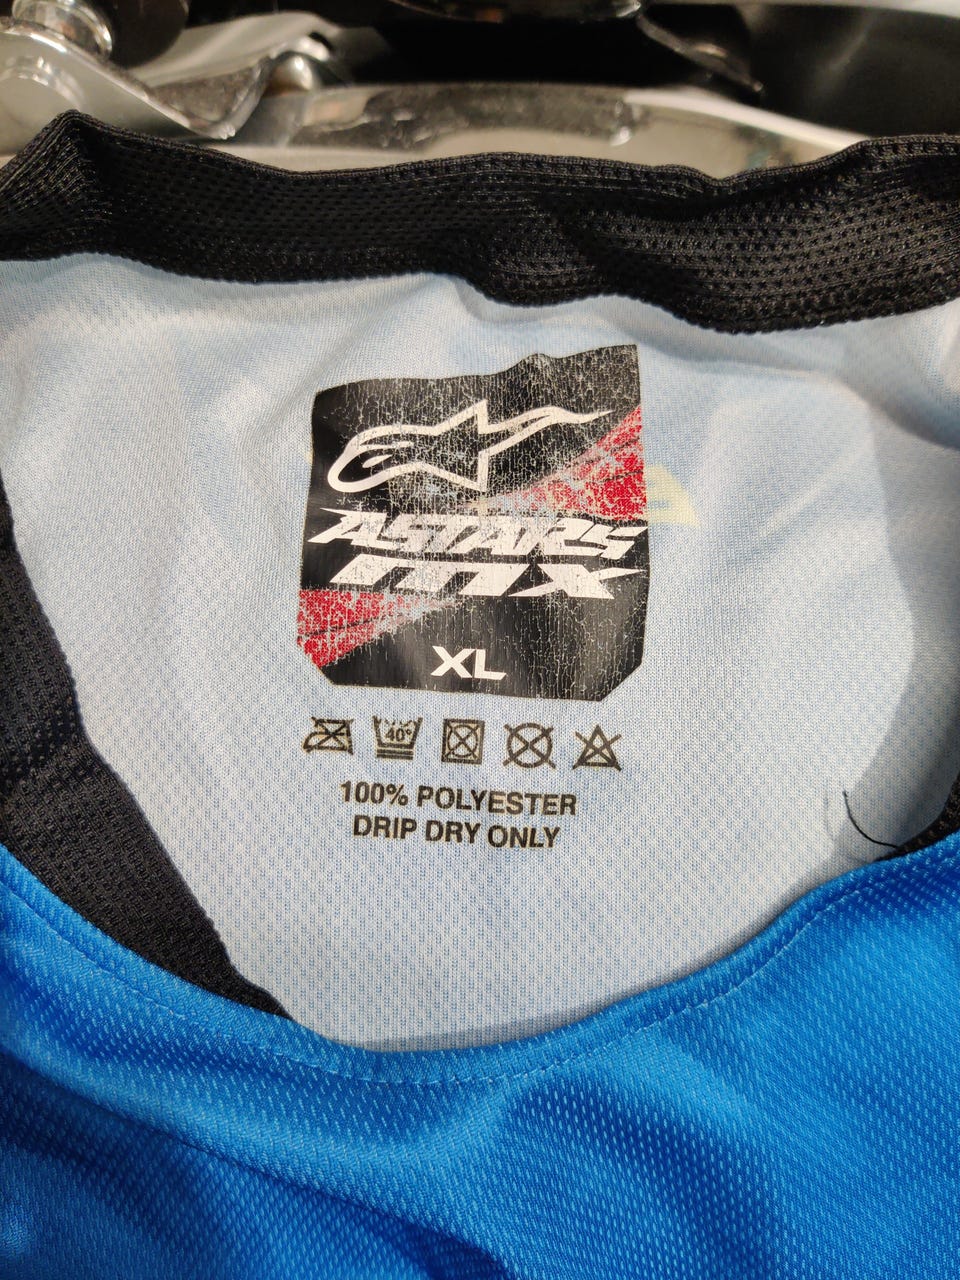 ASTARS
MX
XL
40°
100% POLYESTER
DRIP DRY ONLY